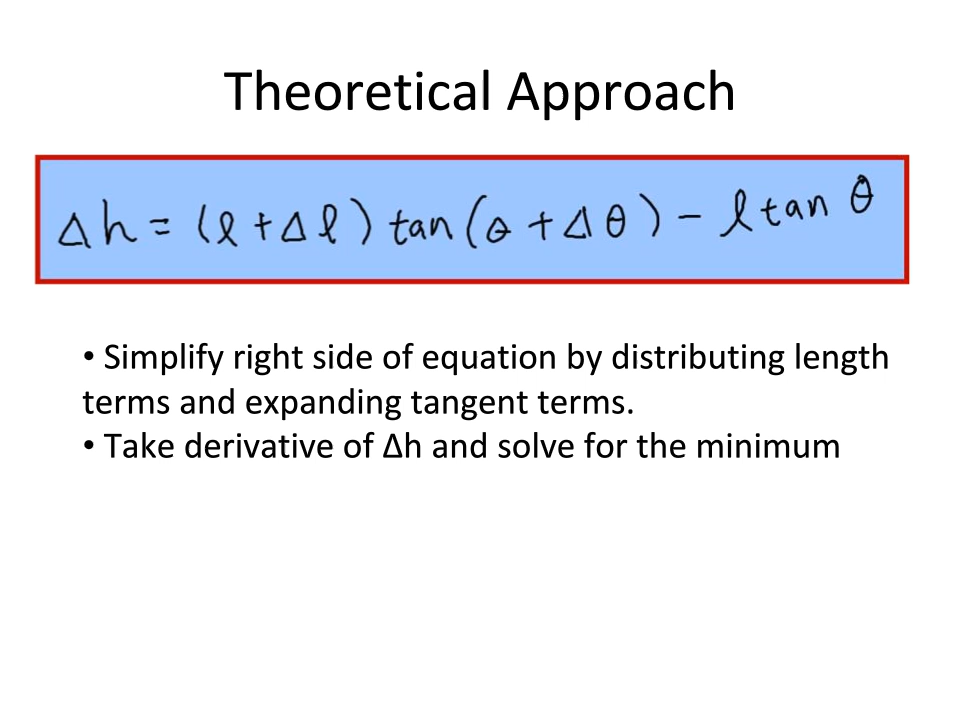 Theoretical Approach
Δh = (l + Δl) tan(θ + Δθ) - l tan θ
• Simplify right side of equation by distributing length
terms and expanding tangent terms.
• Take derivative of Δh and solve for the minimum